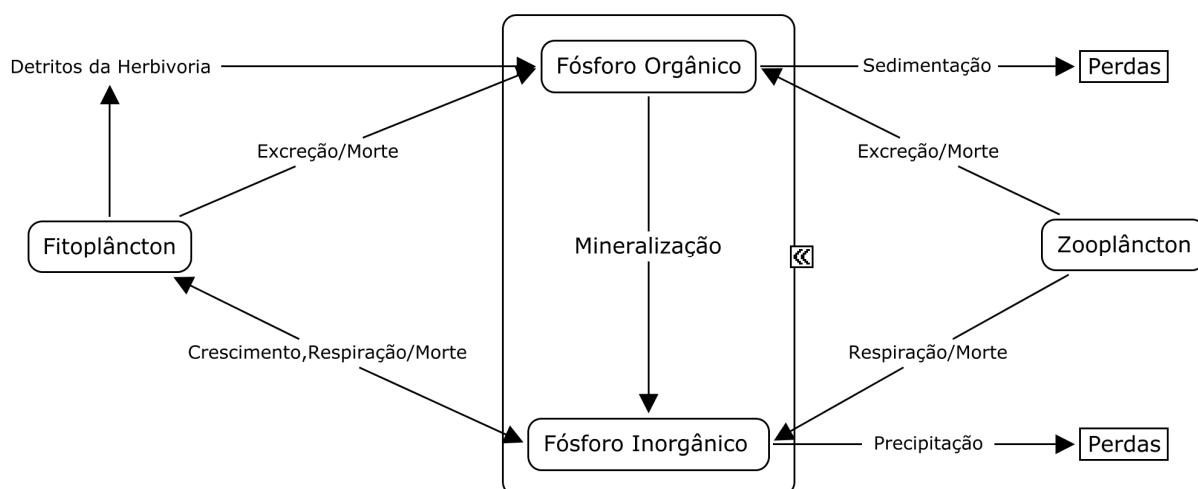 Detritos da Herbivoria
Fósforo Orgânico
Sedimentação
Perdas
Excreção/Morte
Excreção/Morte
Fitoplâncton
Mineralização
Zooplâncton
Crescimento,Respiração/Morte
Respiração/Morte
Fósforo Inorgânico
Precipitação
Perdas